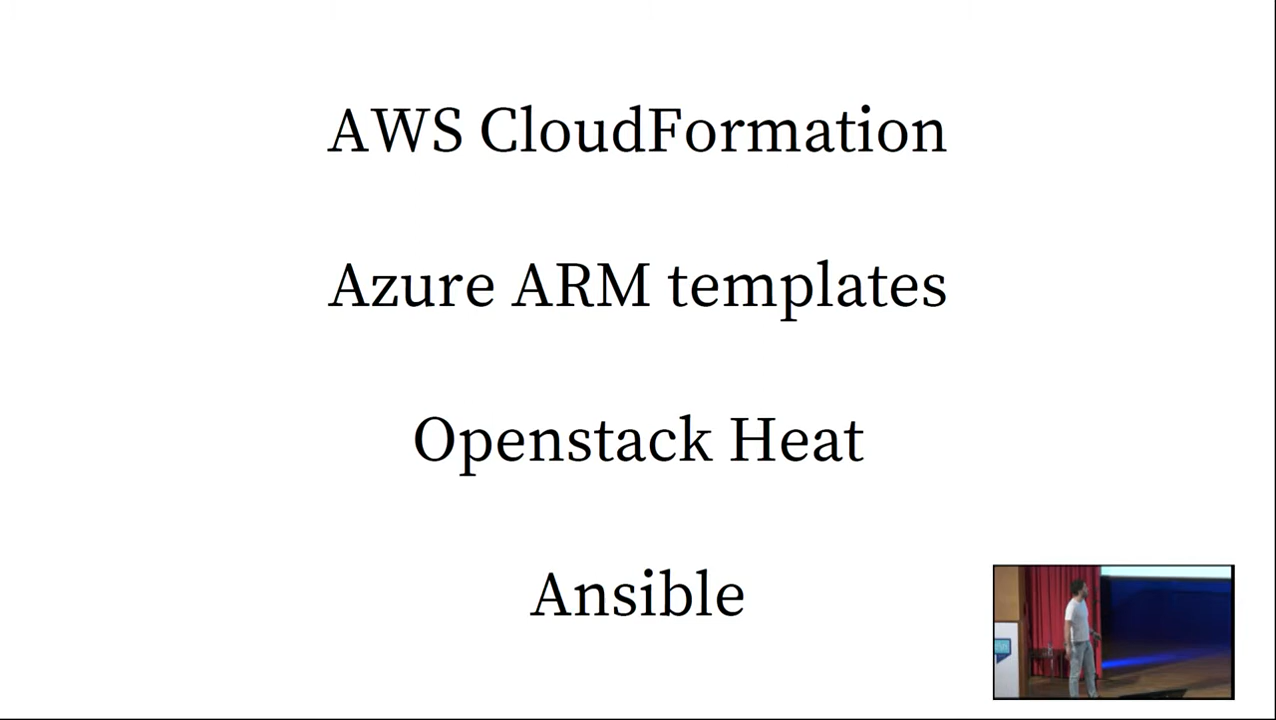 AWS CloudFormation
Azure ARM templates
Openstack Heat
Ansible